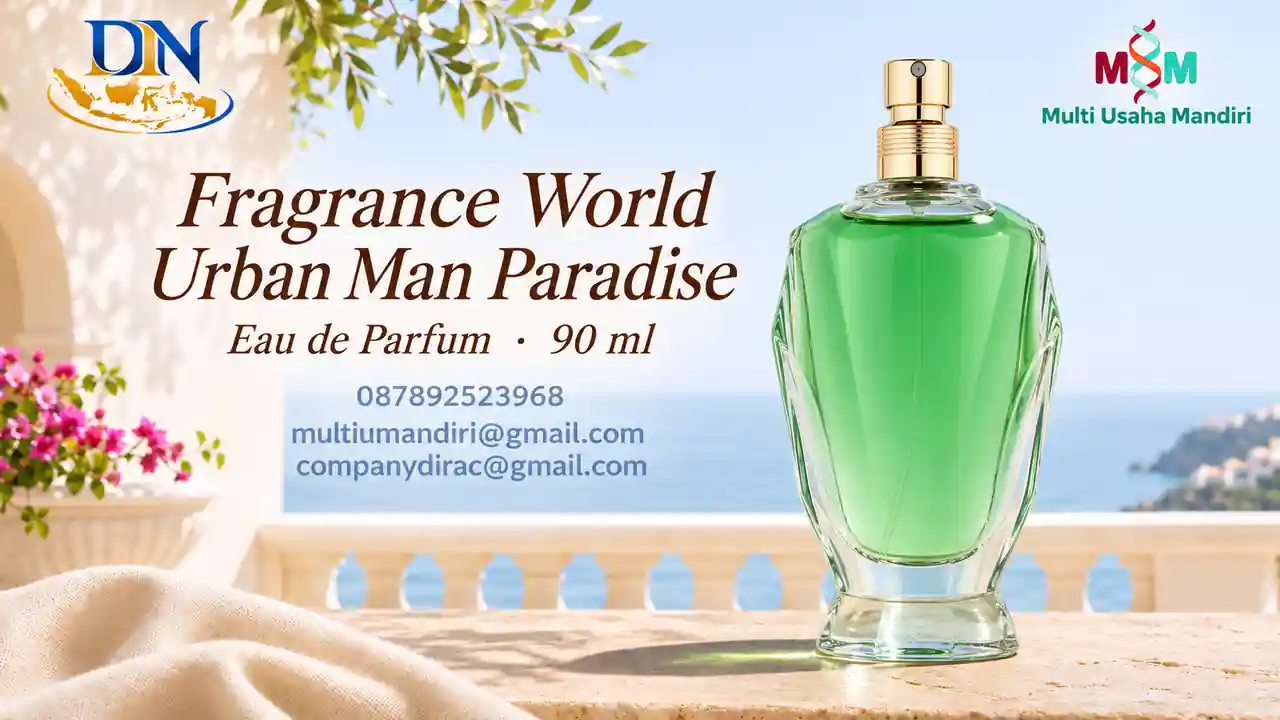 DIN
MSM
Multi Usaha Mandiri
Fragrance World
Urban Man Paradise
Eau de Parfum · 90 ml
087892523968
multiumandiri@gmail.com
companydirac@gmail.com